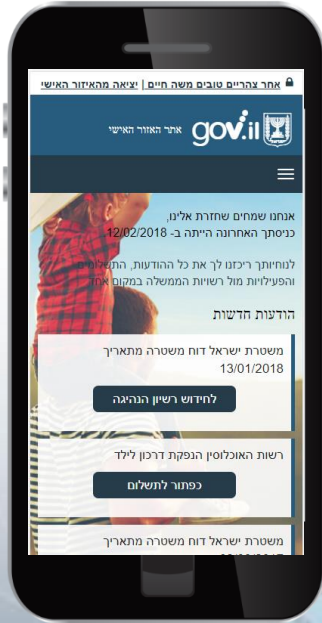 אחר צהריים טובים משה חיים | יציאה מהאיזור האישי
gov.il אתר האזור האישי
אנחנו שמחים שחזרת אלינו,
כניסתך האחרונה הייתה ב- 12/02/2018.
לנוחיותך ריכזנו לך את כל ההודעות, התשלומים
והפעילויות מול רשויות הממשלה במקום אחד
הודעות חדשות
משטרת ישראל דוח משטרה מתאריך
13/01/2018
לחידוש רשיון הנהיגה
רשות האוכלוסין הנפקת דרכון לילד
כפתור לתשלום
משטרת ישראל דוח משטרה מתאריך